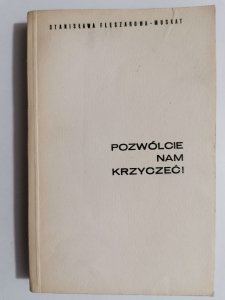 STANISŁAWA FLESZAROWA-MUSKAT
POZWÓLCIE
NAM
KRZYCZEĆ!